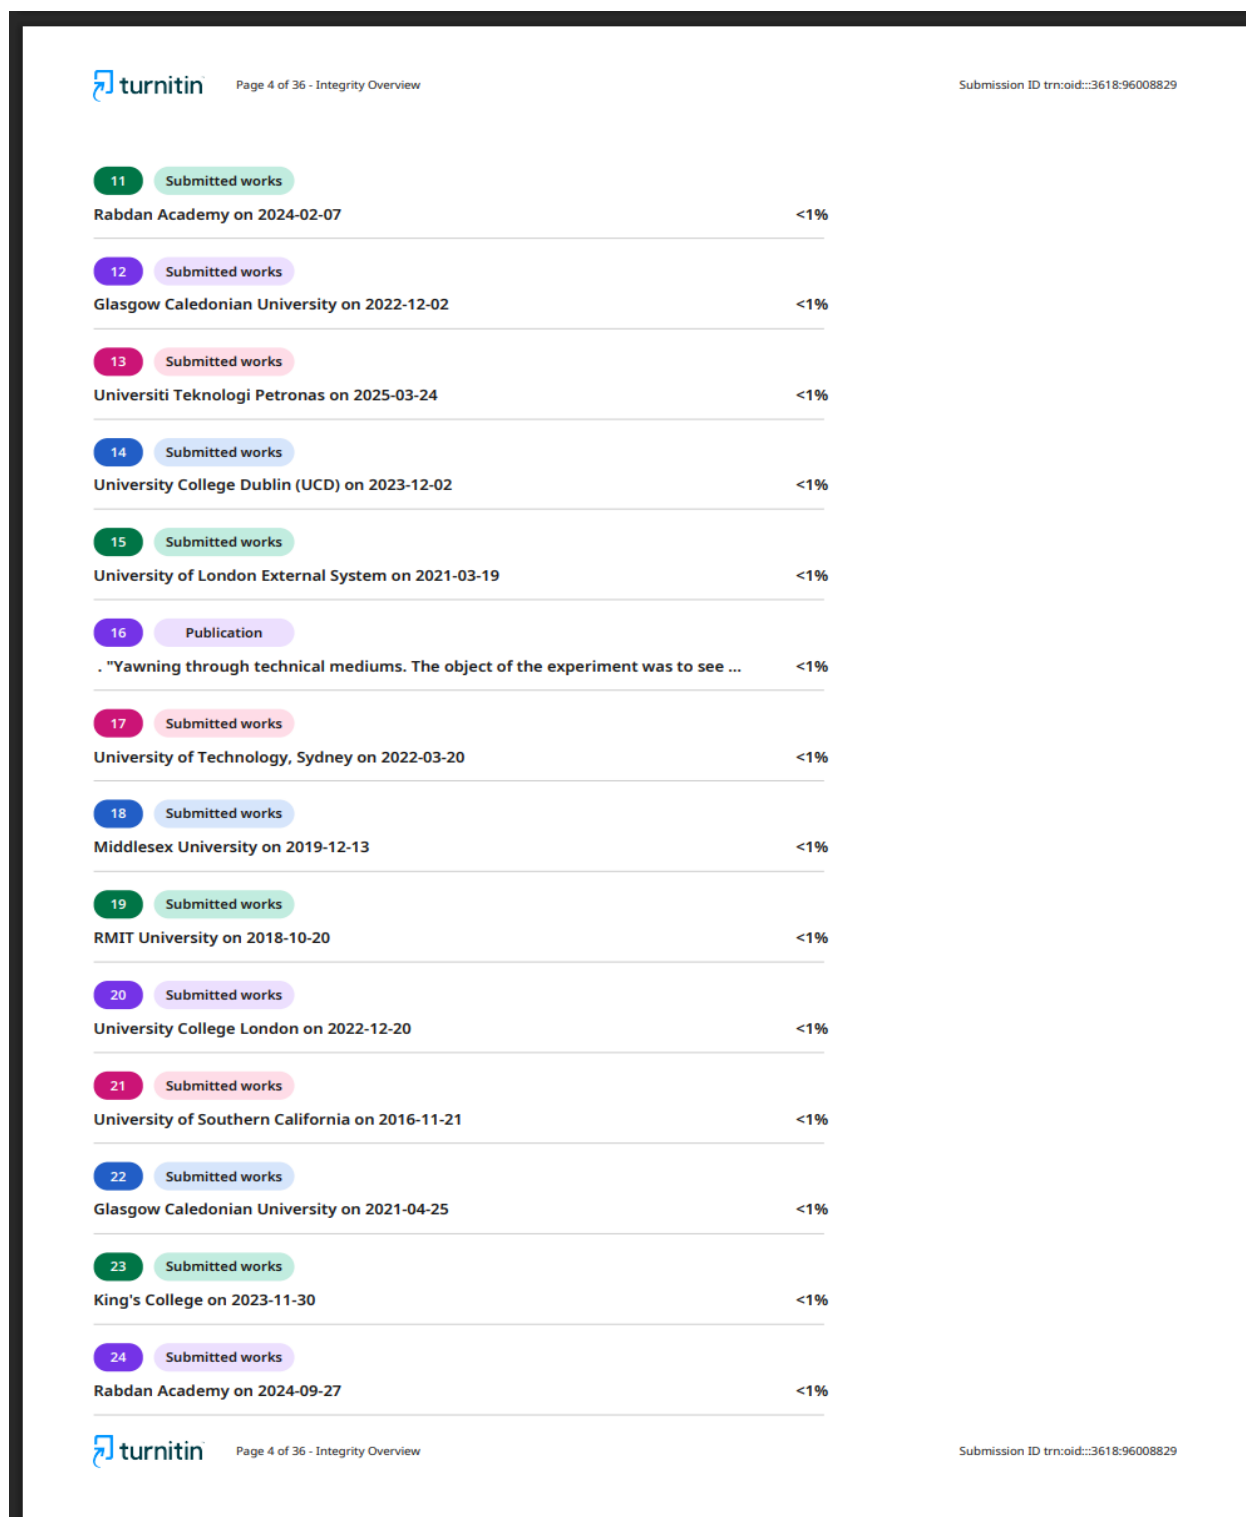 turnitin Page 4 of 36 - Integrity Overview Submission ID trn:oid:::3618:96008829
11 Submitted works
Rabdan Academy on 2024-02-07 <1%
12 Submitted works
Glasgow Caledonian University on 2022-12-02 <1%
13 Submitted works
Universiti Teknologi Petronas on 2025-03-24 <1%
14 Submitted works
University College Dublin (UCD) on 2023-12-02 <1%
15 Submitted works
University of London External System on 2021-03-19 <1%
16 Publication
. "Yawning through technical mediums. The object of the experiment was to see ... <1%
17 Submitted works
University of Technology, Sydney on 2022-03-20 <1%
18 Submitted works
Middlesex University on 2019-12-13 <1%
19 Submitted works
RMIT University on 2018-10-20 <1%
20 Submitted works
University College London on 2022-12-20 <1%
21 Submitted works
University of Southern California on 2016-11-21 <1%
22 Submitted works
Glasgow Caledonian University on 2021-04-25 <1%
23 Submitted works
King's College on 2023-11-30 <1%
24 Submitted works
Rabdan Academy on 2024-09-27 <1%
turnitin Page 4 of 36 - Integrity Overview Submission ID trn:oid:::3618:96008829